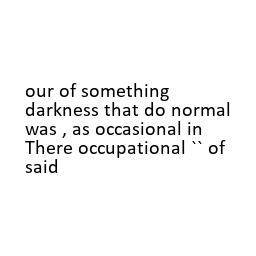 our of something
darkness that do normal
was , as occasional in
There occupational `` of
said